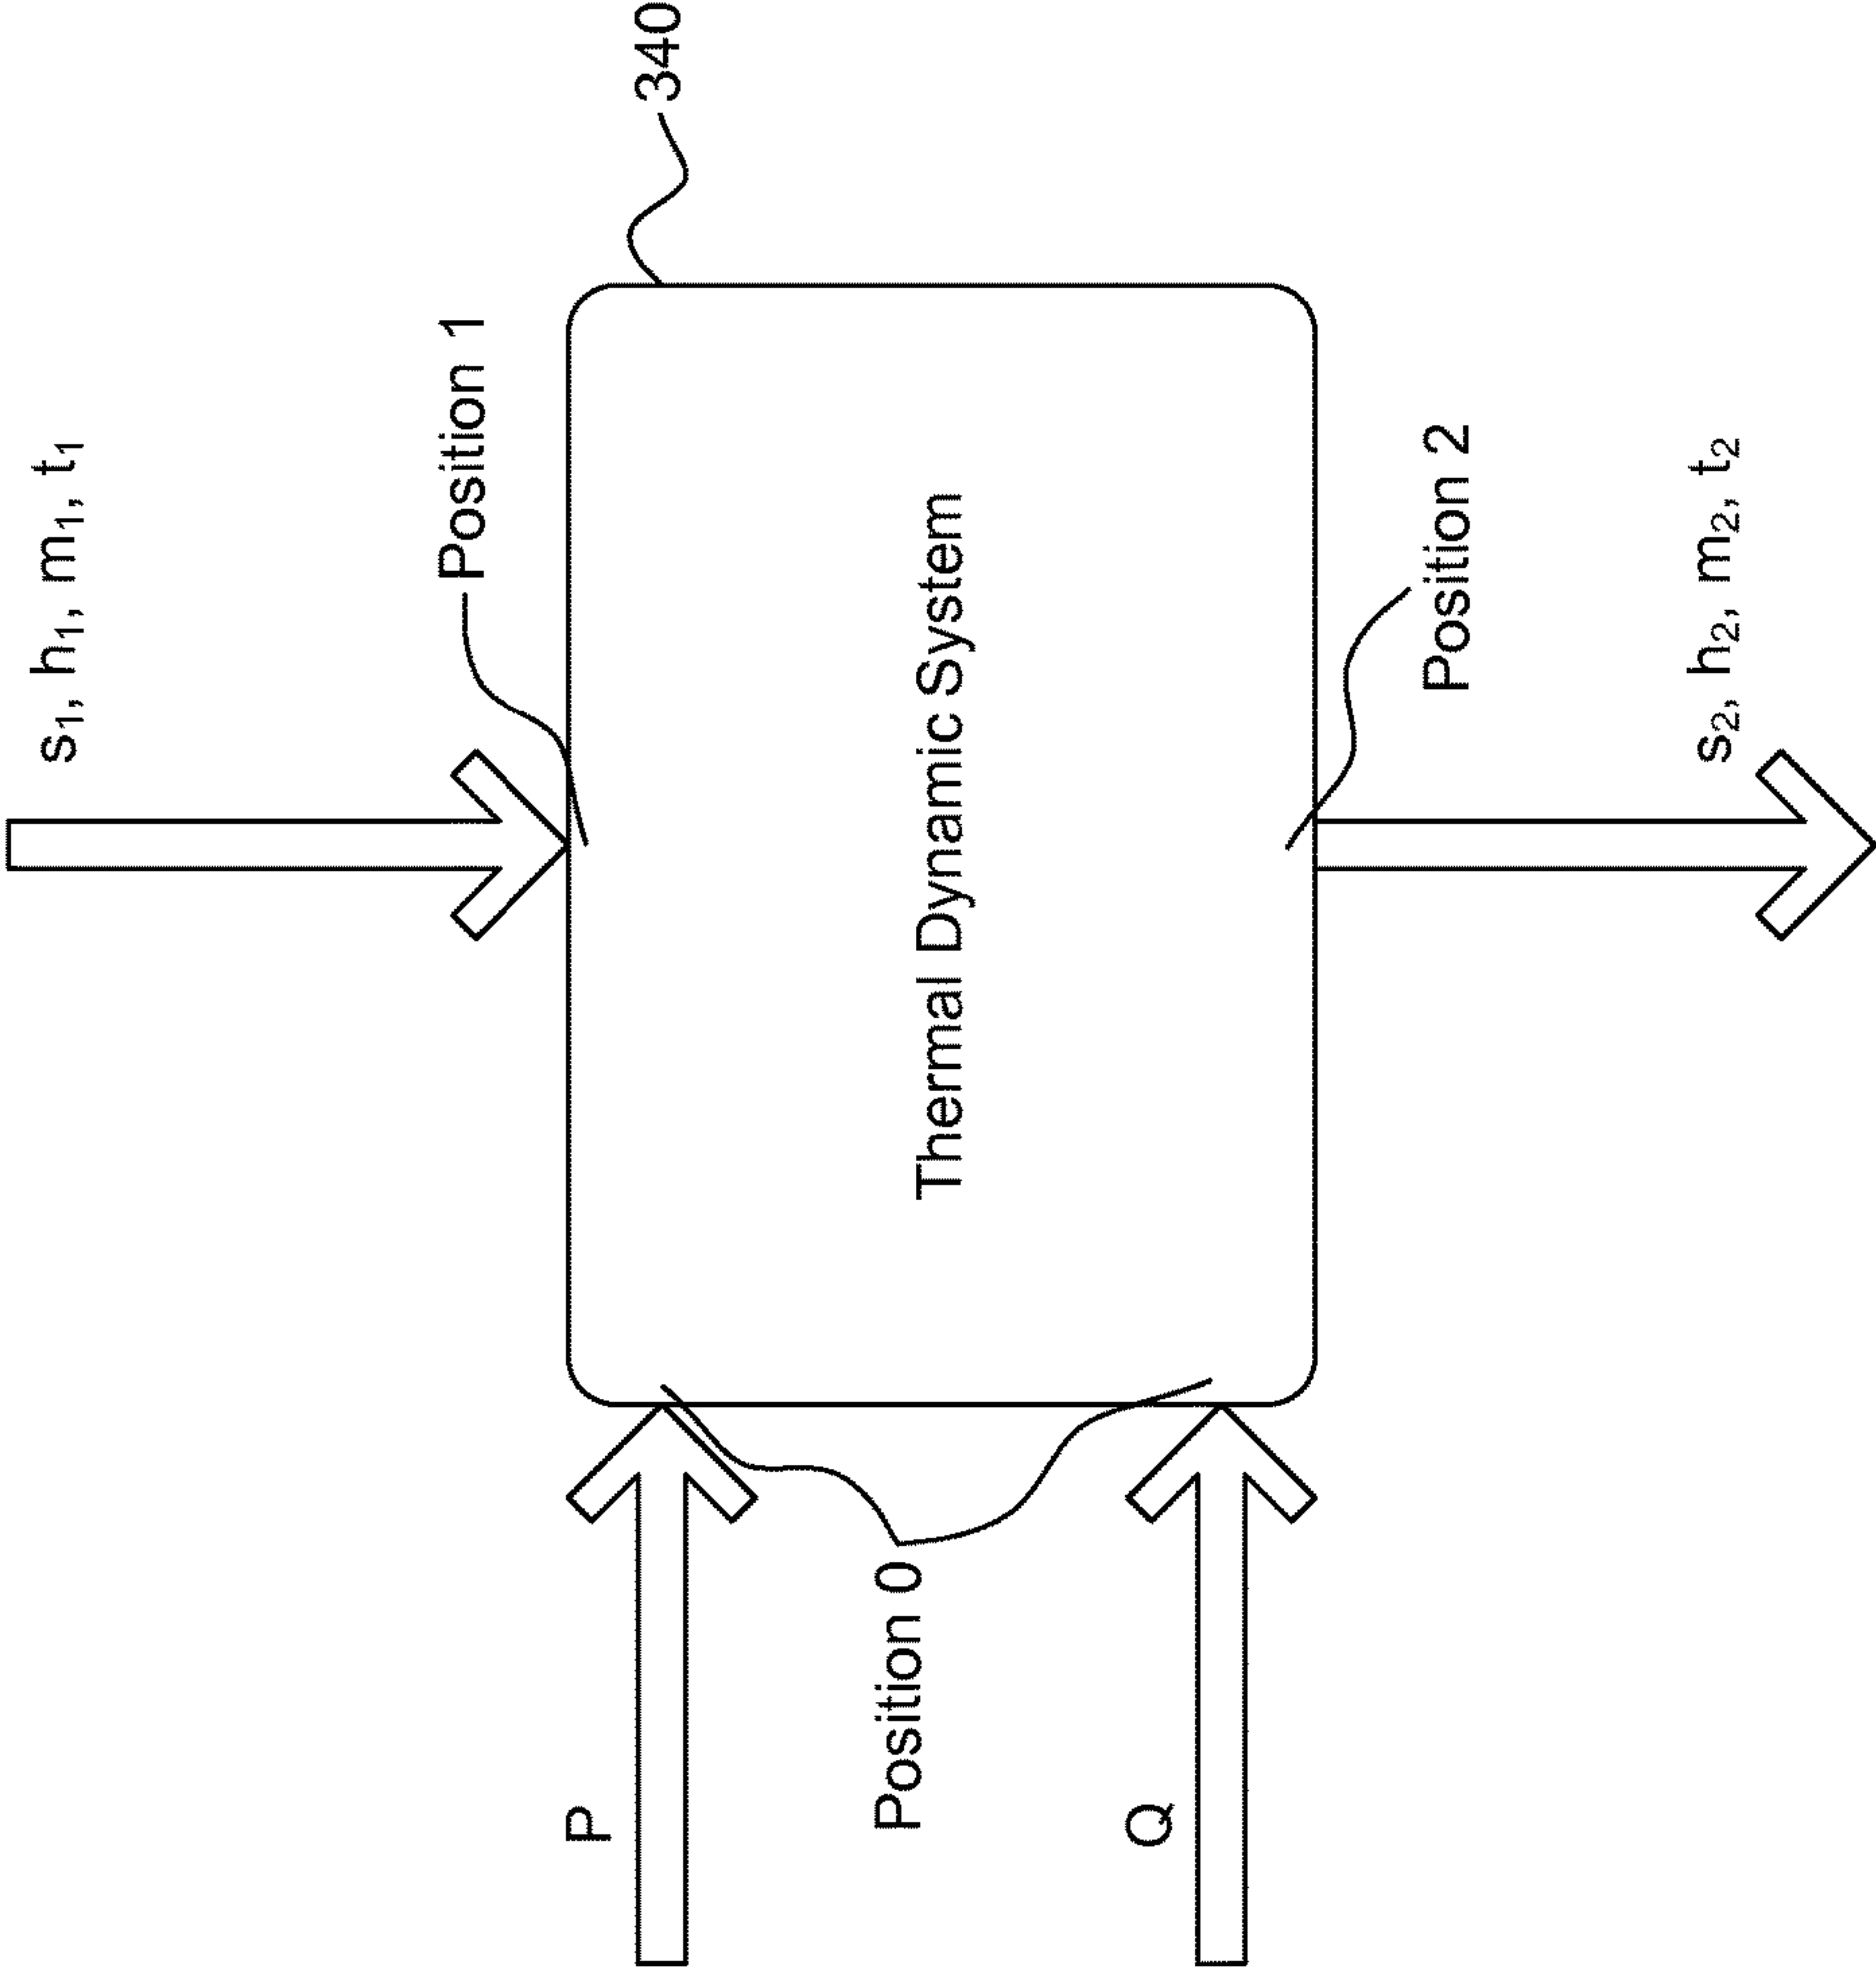 s₁, h₁, m₁, t₁
Position 1
340
Thermal Dynamic System
P
Position 0
Q
Position 2
s₂, h₂, m₂, t₂